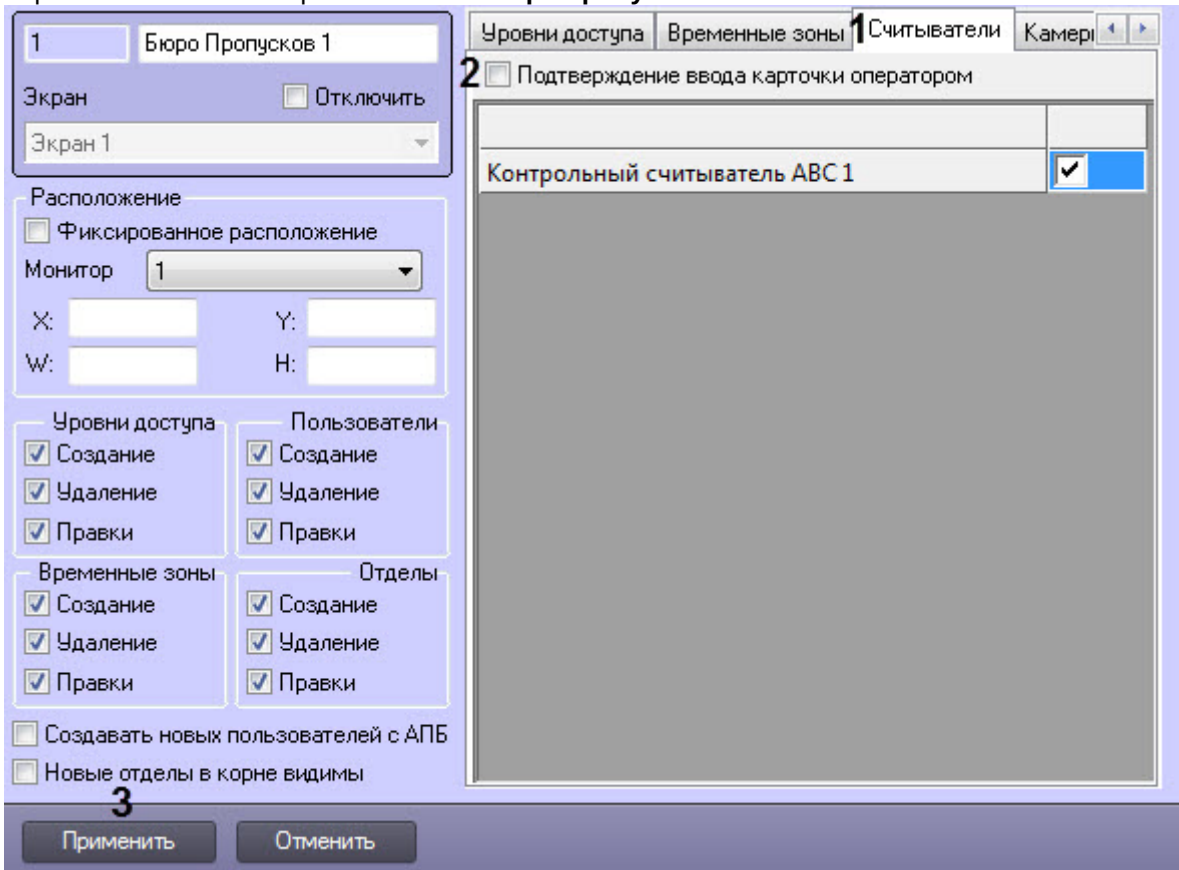 1 Бюро Пропусков 1
Экран Отключить
Экран 1
Расположение
Фиксированное расположение
Монитор 1
X: Y:
W: H:
Уровни доступа Пользователи
Создание Создание
Удаление Удаление
Правки Правки
Временные зоны Отделы
Создание Создание
Удаление Удаление
Правки Правки
Создавать новых пользователей с АПБ
Новые отделы в корне видимы
Уровни доступа Временные зоны 1 Считыватели Камеры
2 Подтверждение ввода карточки оператором
Контрольный считыватель ABC 1
3
Применить Отменить